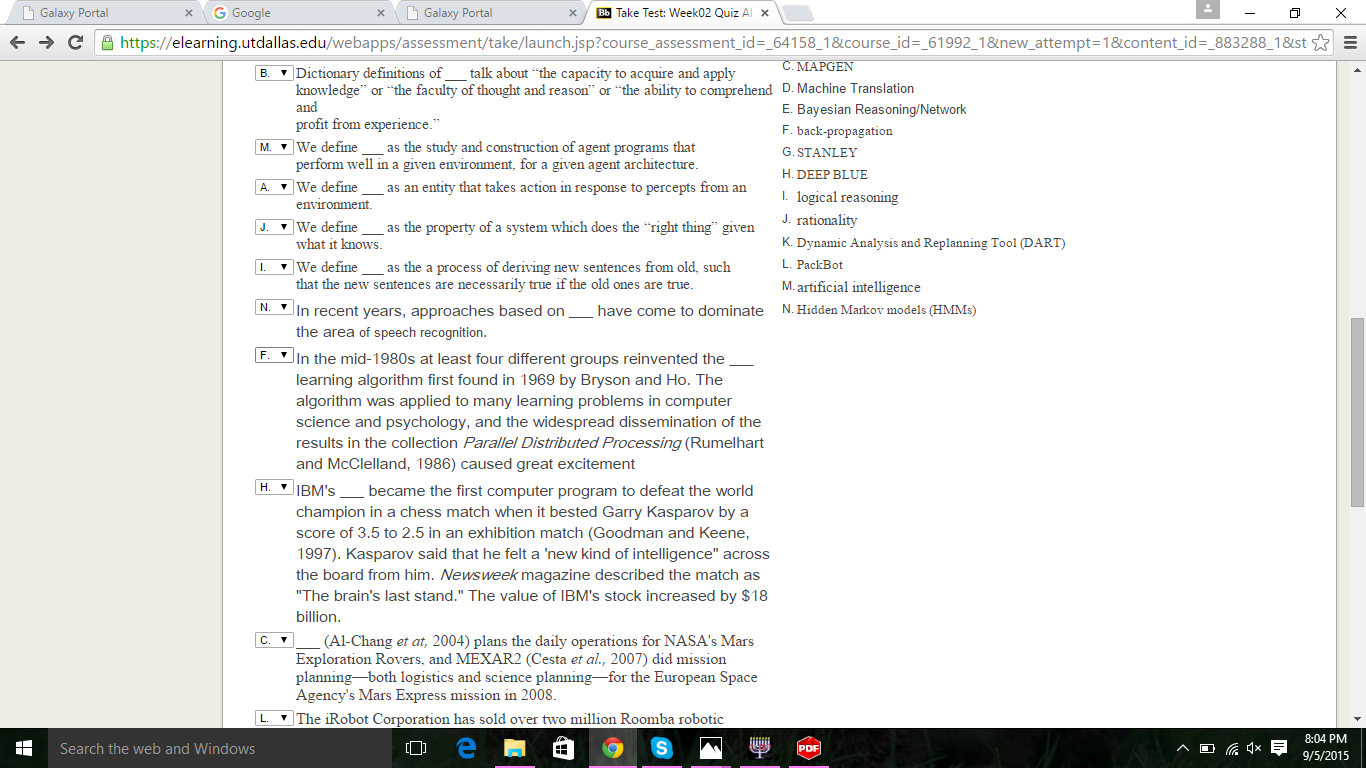 Galaxy Portal
Google
Galaxy Portal
Bb Take Test: Week02 Quiz AI
https://elearning.utdallas.edu/webapps/assessment/take/launch.jsp?course_assessment_id=_64158_1&course_id=_61992_1&new_attempt=1&content_id=_883288_1&st
B. Dictionary definitions of ___ talk about “the capacity to acquire and apply
knowledge” or “the faculty of thought and reason” or “the ability to comprehend
and
profit from experience.”
M. We define ___ as the study and construction of agent programs that
perform well in a given environment, for a given agent architecture.
A. We define ___ as an entity that takes action in response to percepts from an
environment.
J. We define ___ as the property of a system which does the “right thing” given
what it knows.
I. We define ___ as the a process of deriving new sentences from old, such
that the new sentences are necessarily true if the old ones are true.
N. In recent years, approaches based on ___ have come to dominate
the area of speech recognition.
F. In the mid-1980s at least four different groups reinvented the ___
learning algorithm first found in 1969 by Bryson and Ho. The
algorithm was applied to many learning problems in computer
science and psychology, and the widespread dissemination of the
results in the collection Parallel Distributed Processing (Rumelhart
and McClelland, 1986) caused great excitement
H. IBM's ___ became the first computer program to defeat the world
champion in a chess match when it bested Garry Kasparov by a
score of 3.5 to 2.5 in an exhibition match (Goodman and Keene,
1997). Kasparov said that he felt a 'new kind of intelligence" across
the board from him. Newsweek magazine described the match as
"The brain's last stand." The value of IBM's stock increased by $18
billion.
C. ___ (Al-Chang et at, 2004) plans the daily operations for NASA's Mars
Exploration Rovers, and MEXAR2 (Cesta et al., 2007) did mission
planning—both logistics and science planning—for the European Space
Agency's Mars Express mission in 2008.
L. The iRobot Corporation has sold over two million Roomba robotic
C. MAPGEN
D. Machine Translation
E. Bayesian Reasoning/Network
F. back-propagation
G. STANLEY
H. DEEP BLUE
I. logical reasoning
J. rationality
K. Dynamic Analysis and Replanning Tool (DART)
L. PackBot
M. artificial intelligence
N. Hidden Markov models (HMMs)
Search the web and Windows
PDF
8:04 PM
9/5/2015